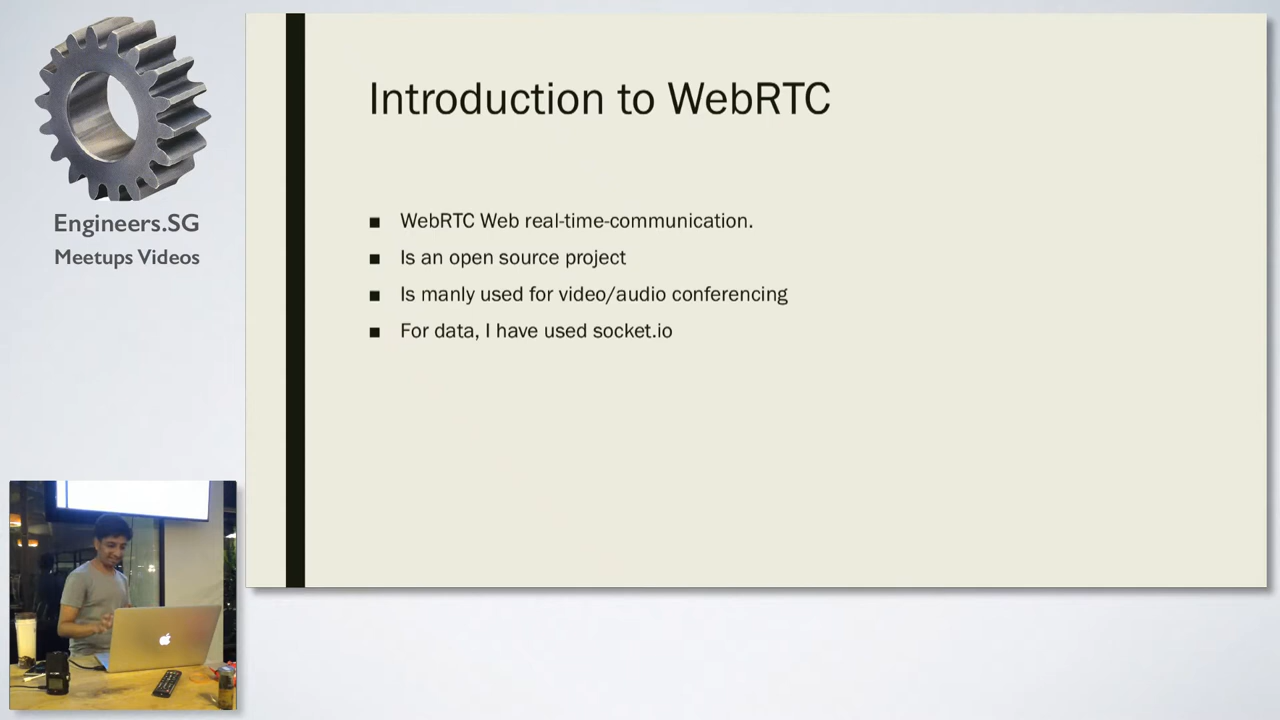 Engineers.SG
Meetups Videos
Introduction to WebRTC
WebRTC Web real-time-communication.
Is an open source project
Is manly used for video/audio conferencing
For data, I have used socket.io